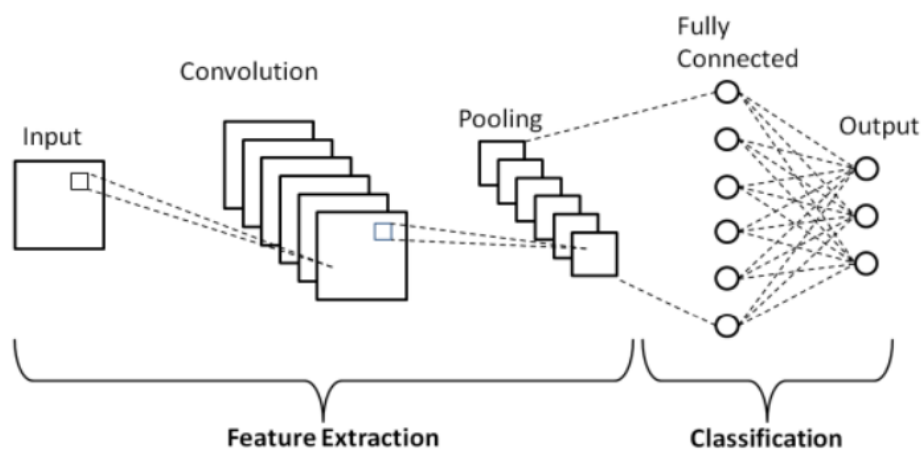 Input
Convolution
Pooling
Fully
Connected
Output
Feature Extraction
Classification